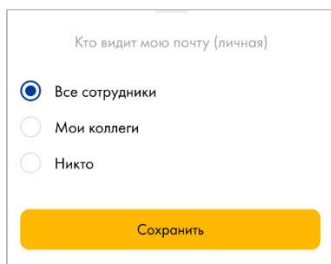 Кто видит мою почту (личная)
Все сотрудники
Мои коллеги
Никто
Сохранить